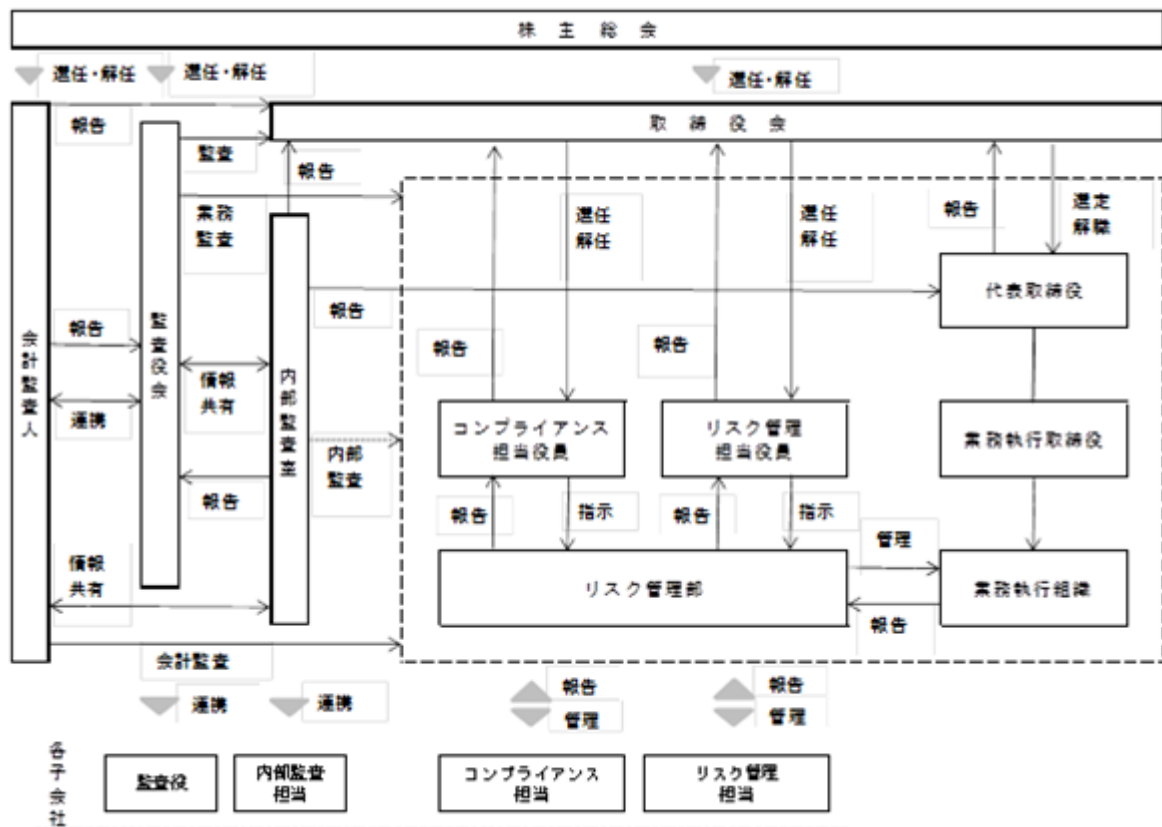 株主総会
選任・解任
選任・解任
選任・解任
取締役会
報告
監査
報告
業務
監査
報告
選任
解任
報告
選任
解任
報告
選定
解職
代表取締役
会計監査人
報告
連携
監査役会
情報
共有
報告
内部監査室
内部
監査
報告
報告
コンプライアンス
担当役員
リスク管理
担当役員
業務執行取締役
報告
指示
報告
指示
管理
リスク管理部
業務執行組織
報告
情報
共有
会計監査
連携
連携
報告
管理
報告
管理
各子会社
監査役
内部監査
担当
コンプライアンス
担当
リスク管理
担当